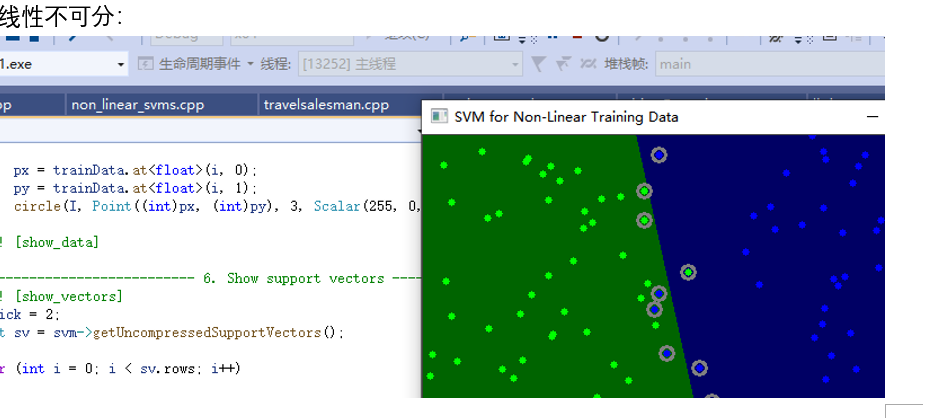 线性不可分:
1.exe 生命周期事件 线程: [13252] 主线程 堆栈帧: main
non_linear_svms.cpp travelsalesman.cpp
SVM for Non-Linear Training Data
px = trainData.at<float>(i, 0);
py = trainData.at<float>(i, 1);
circle(I, Point((int)px, (int)py), 3, Scalar(255, 0,
! [show_data]
------------------------ 6. Show support vectors ----
! [show_vectors]
ick = 2;
t sv = svm->getUncompressedSupportVectors();
r (int i = 0; i < sv.rows; i++)